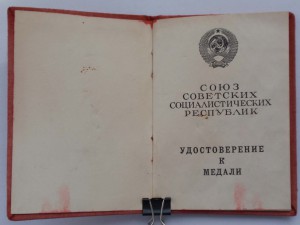 СОЮЗ
СОВЕТСКИХ
СОЦИАЛИСТИЧЕСКИХ
РЕСПУБЛИК
УДОСТОВЕРЕНИЕ
К
МЕДАЛИ